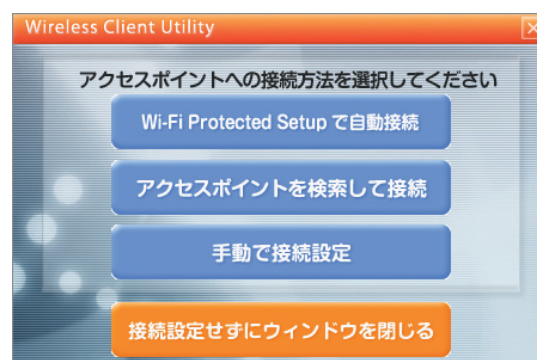 Wireless Client Utility
アクセスポイントへの接続方法を選択してください
Wi-Fi Protected Setup で自動接続
アクセスポイントを検索して接続
手動で接続設定
接続設定せずにウィンドウを閉じる